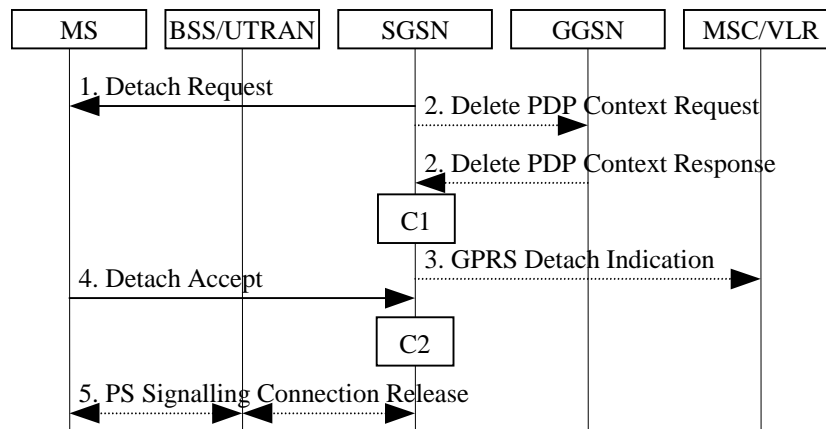 MS
BSS/UTRAN
SGSN
GGSN
MSC/VLR
1. Detach Request
2. Delete PDP Context Request
2. Delete PDP Context Response
C1
3. GPRS Detach Indication
4. Detach Accept
C2
5. PS Signalling Connection Release